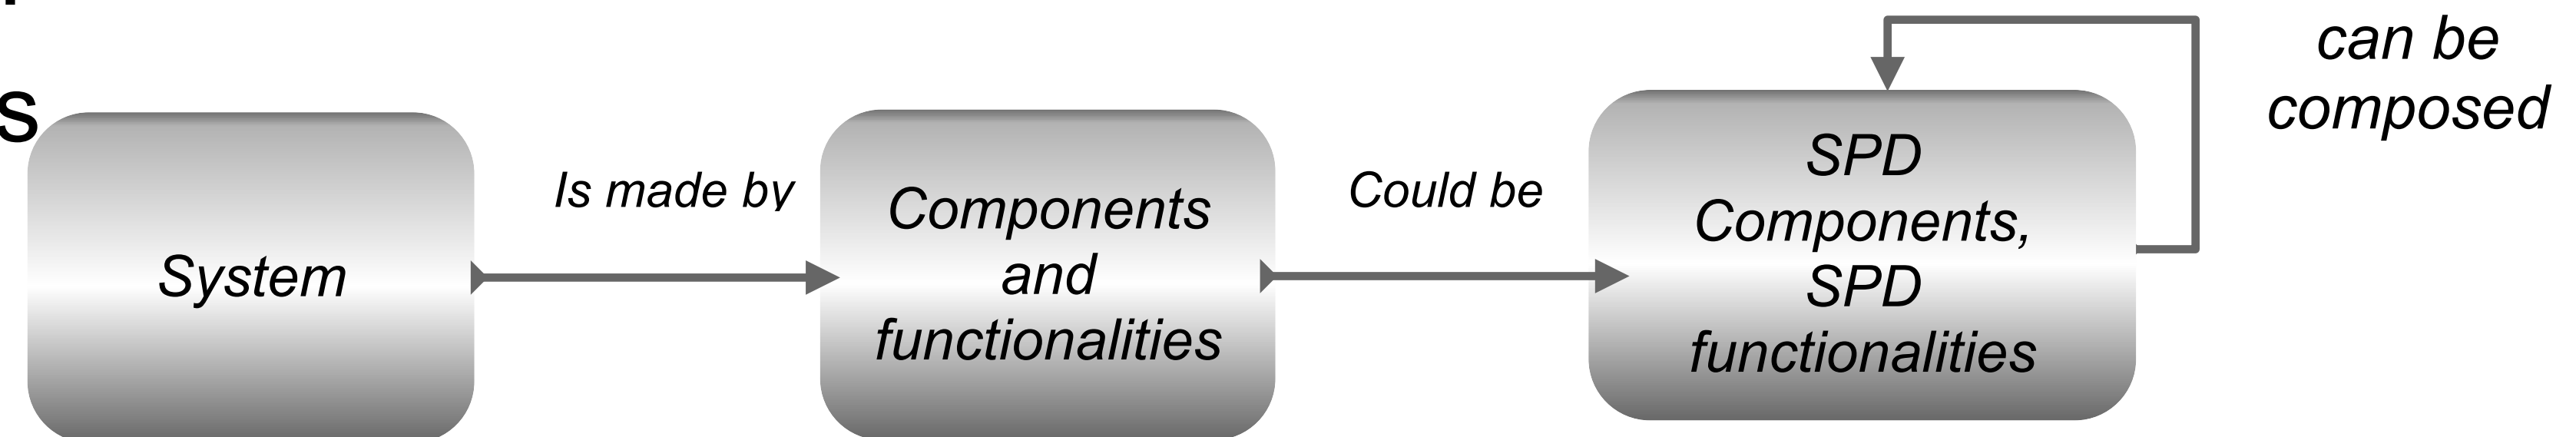 s
System
Is made by
Components
and
functionalities
Could be
SPD
Components,
SPD
functionalities
can be
composed